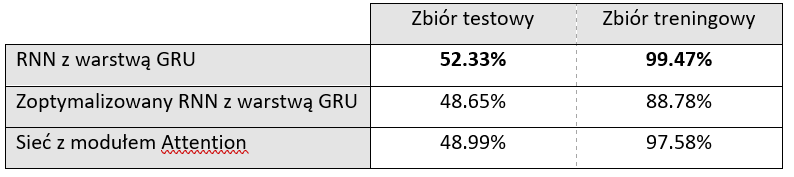 Zbiór testowy Zbiór treningowy
RNN z warstwą GRU 52.33% 99.47%
Zoptymalizowany RNN z warstwą GRU 48.65% 88.78%
Sieć z modułem Attention 48.99% 97.58%